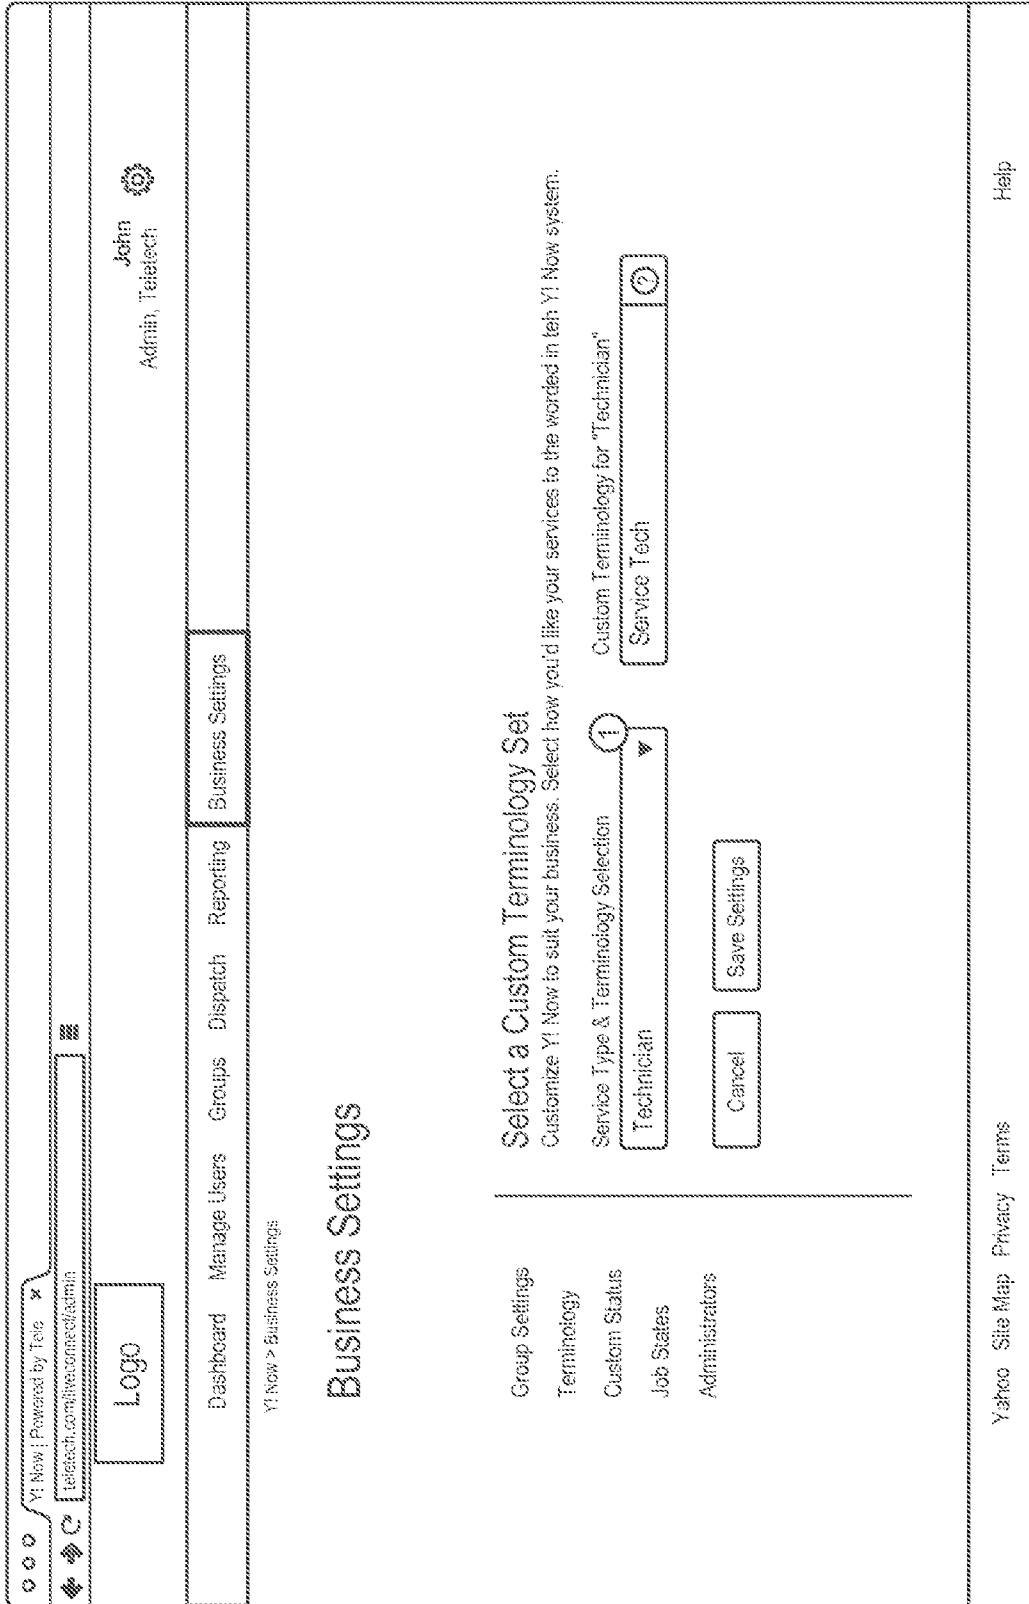 Y! Now | Powered by Tele ×
teletech.com/liveconnect/admin
Logo
John
Admin, Teletech
Dashboard Manage Users Groups Dispatch Reporting Business Settings
Y! Now > Business Settings
Business Settings
Group Settings
Terminology
Custom Status
Job States
Administrators
Select a Custom Terminology Set
Customize Y! Now to suit your business. Select how you'd like your services to the worded in teh Y! Now system.
Service Type & Terminology Selection
1
Technician
Custom Terminology for "Technician"
Service Tech
?
Cancel
Save Settings
Yahoo Site Map Privacy Terms
Help